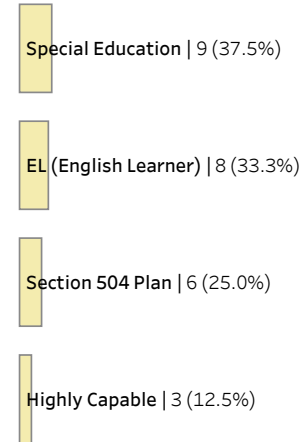 Special Education | 9 (37.5%)
EL (English Learner) | 8 (33.3%)
Section 504 Plan | 6 (25.0%)
Highly Capable | 3 (12.5%)